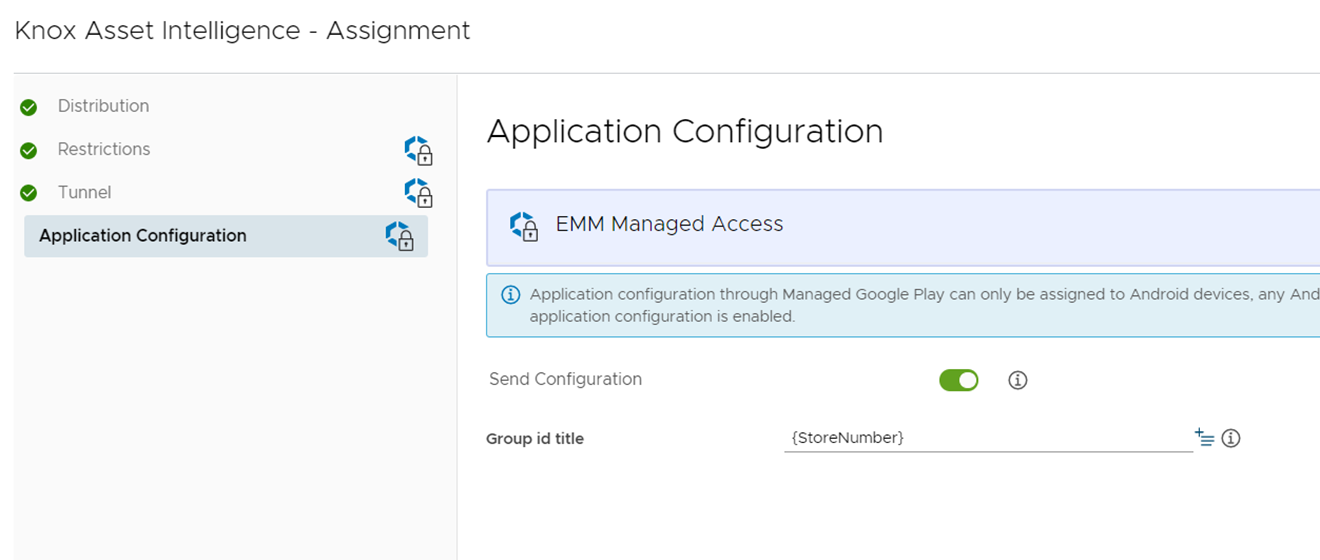 Knox Asset Intelligence - Assignment
Distribution
Restrictions
Tunnel
Application Configuration
Application Configuration
EMM Managed Access
Application configuration through Managed Google Play can only be assigned to Android devices, any And
application configuration is enabled.
Send Configuration
Group id title
{StoreNumber}